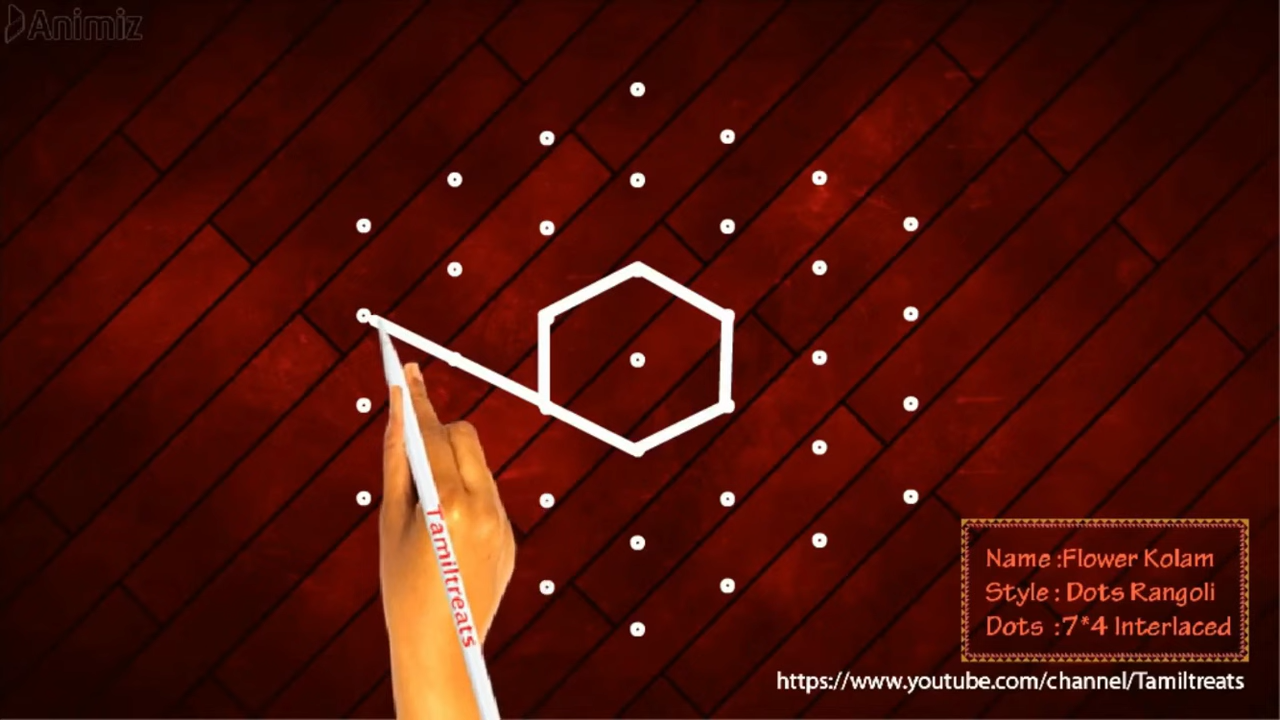 Animiz
Tamiltreats
Name :Flower Kolam
Style : Dots Rangoli
Dots :7*4 Interlaced
https://www.youtube.com/channel/Tamiltreats